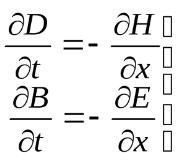 ∂D/∂t = - ∂H/∂x
∂B/∂t = - ∂E/∂x